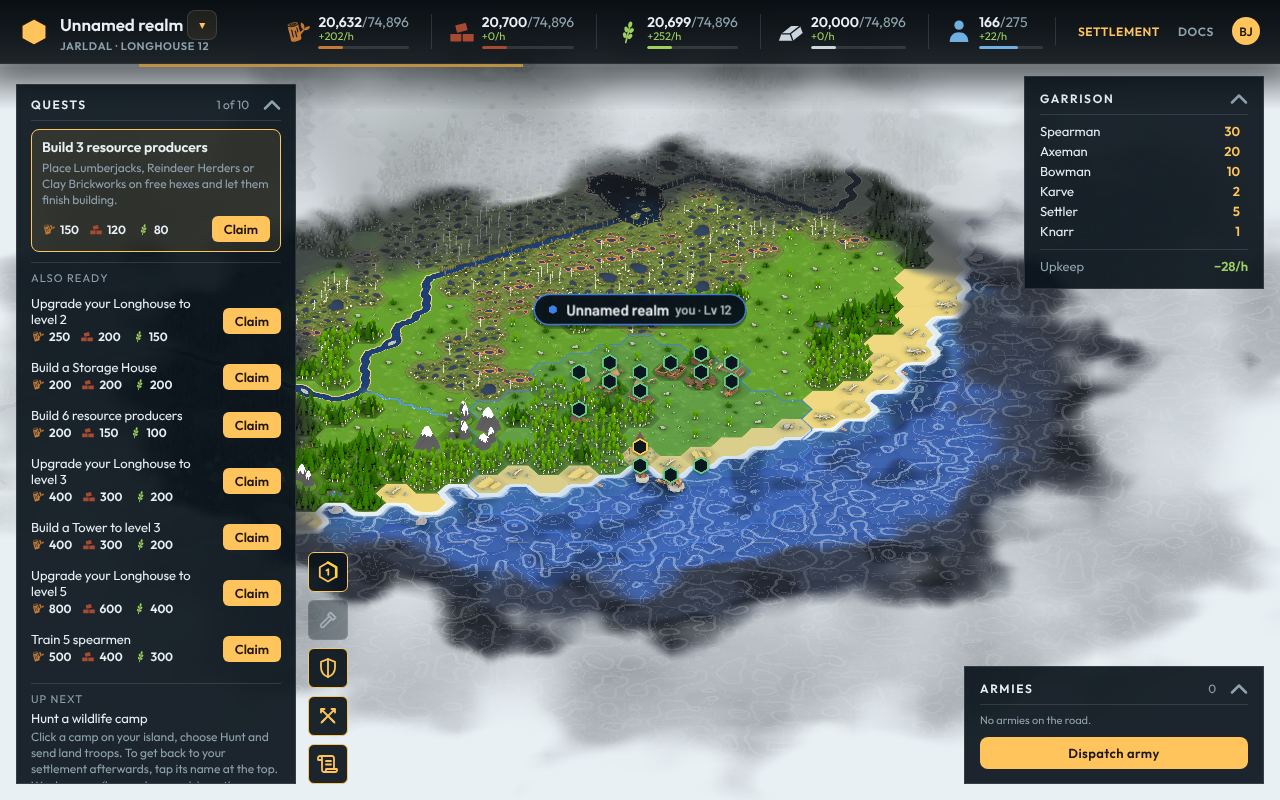 Unnamed realm ▼
JARLDAL · LONGHOUSE 12
20,632/74,896
+202/h
20,700/74,896
+0/h
20,699/74,896
+252/h
20,000/74,896
+0/h
166/275
+22/h
SETTLEMENT
DOCS
BJ
QUESTS
1 of 10
Build 3 resource producers
Place Lumberjacks, Reindeer Herders or
Clay Brickworks on free hexes and let them
finish building.
150 120 80
Claim
ALSO READY
Upgrade your Longhouse to
level 2
250 200 150
Claim
Build a Storage House
200 200 200
Claim
Build 6 resource producers
200 150 100
Claim
Upgrade your Longhouse to
level 3
400 300 200
Claim
Build a Tower to level 3
400 300 200
Claim
Upgrade your Longhouse to
level 5
800 600 400
Claim
Train 5 spearmen
500 400 300
Claim
UP NEXT
Hunt a wildlife camp
Click a camp on your island, choose Hunt and
send land troops. To get back to your
settlement afterwards, tap its name at the top.
Unnamed realm you · Lv 12
1
GARRISON
Spearman 30
Axeman 20
Bowman 10
Karve 2
Settler 5
Knarr 1
Upkeep −28/h
ARMIES
0
No armies on the road.
Dispatch army